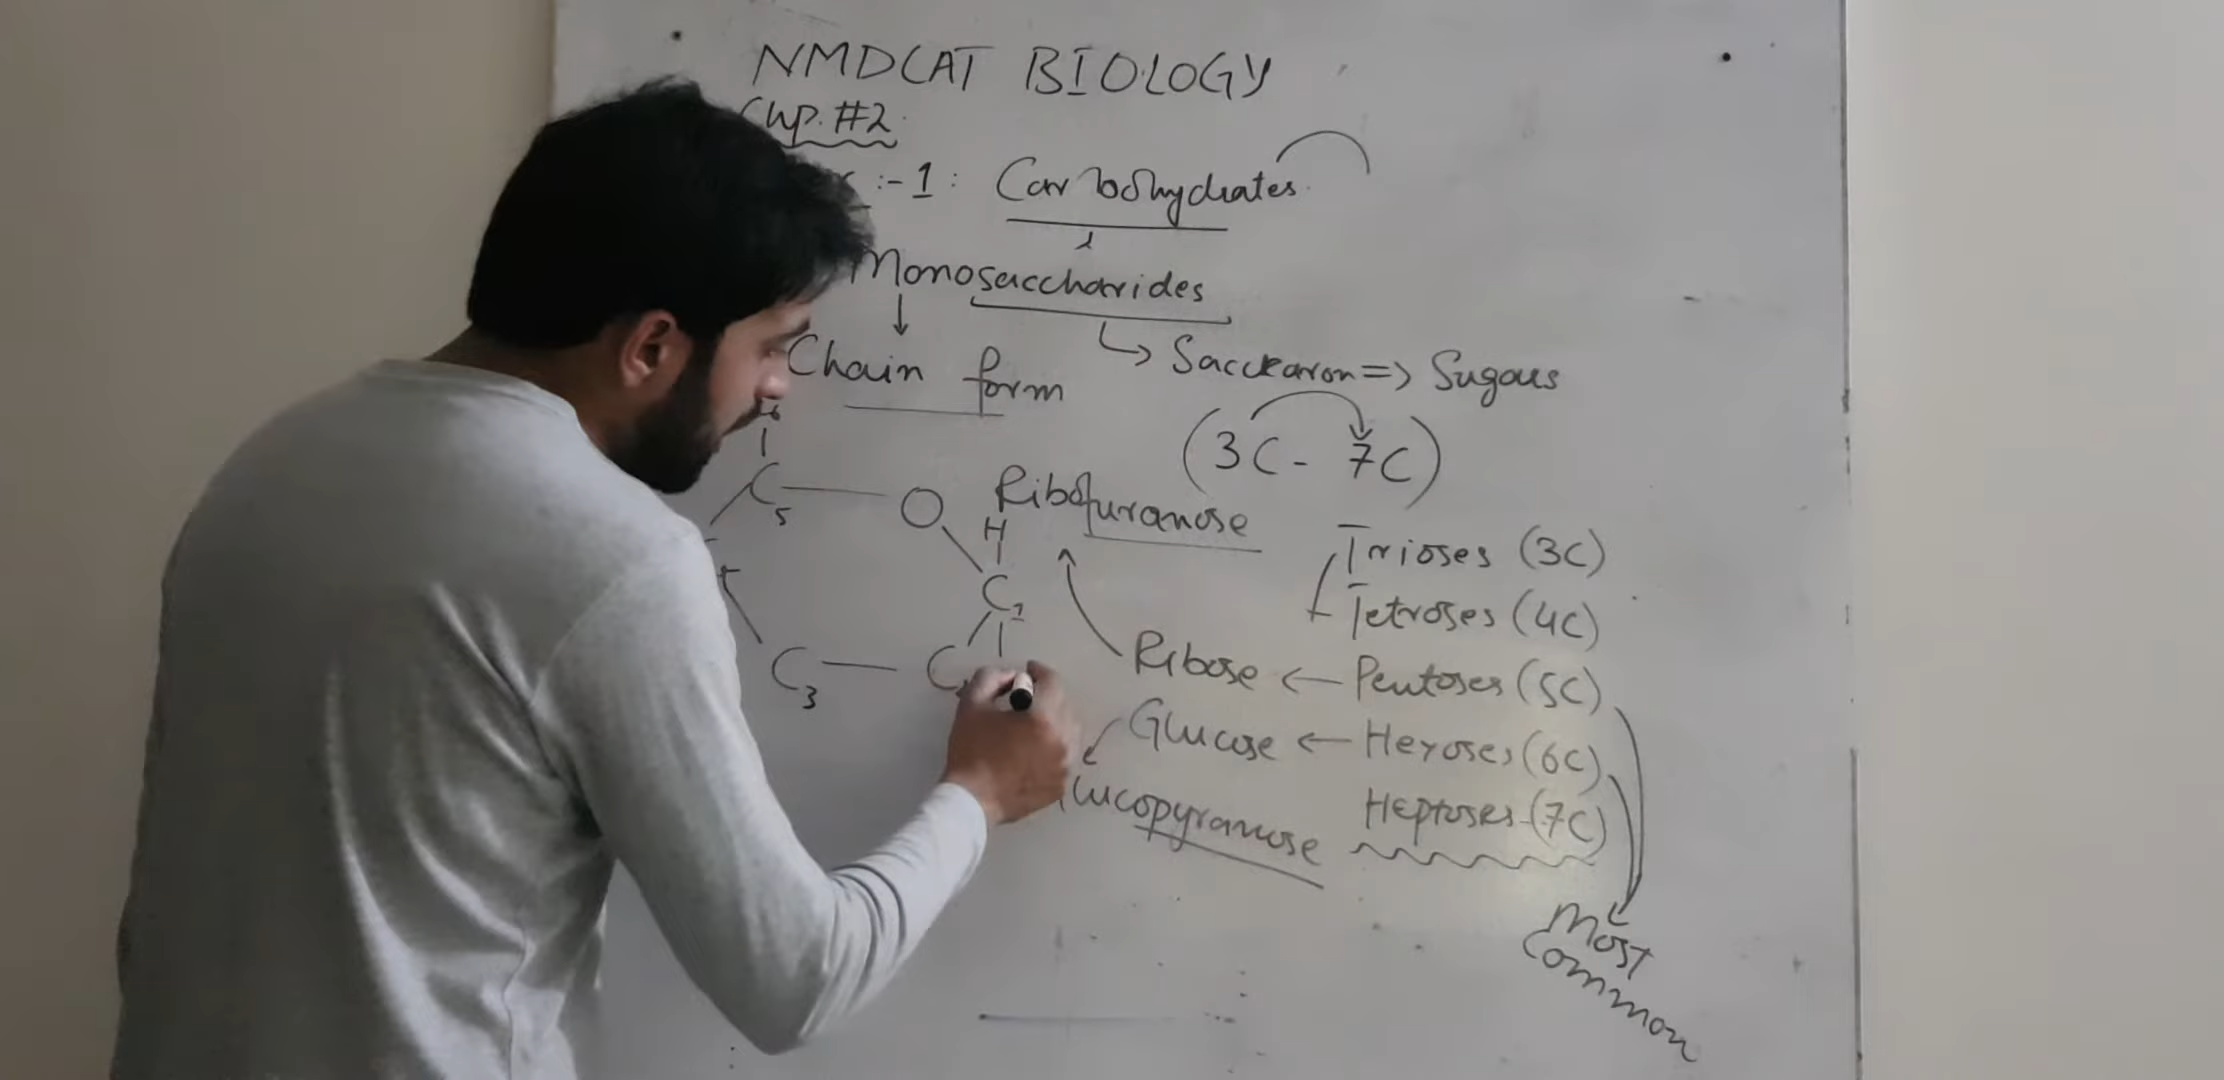 NMDCAT BIOLOGY
Chp. #2
:-1: Carbohydrates
Monosaccharides
Chain form
Saccharon => Sugars
(3C - 7C)
Ribofuranose
C5 — O
H
C1
C3 — C
Trioses (3C)
Tetroses (4C)
Ribose <— Pentoses (5C)
Glucose <— Hexoses (6C)
lucopyranose
Heptoses (7C)
Most
Common